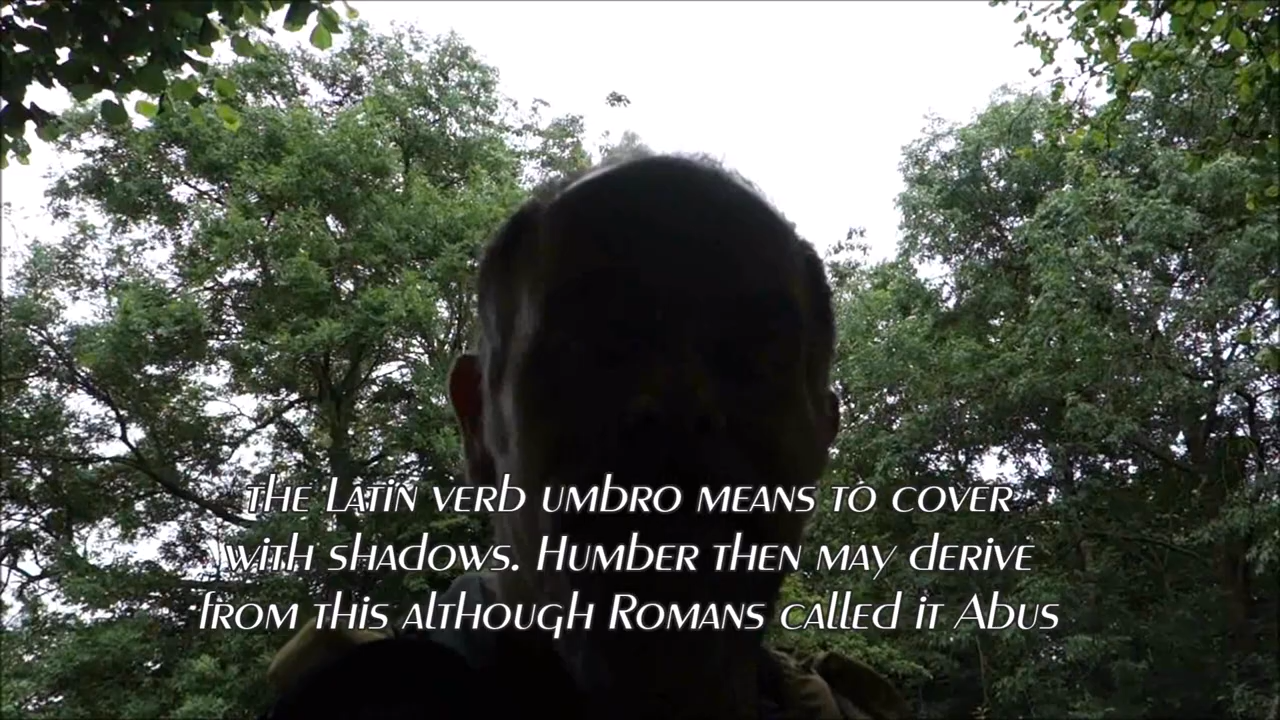 the Latin verb umbro means to cover
with shadows. Humber then may derive
from this although Romans called it Abus